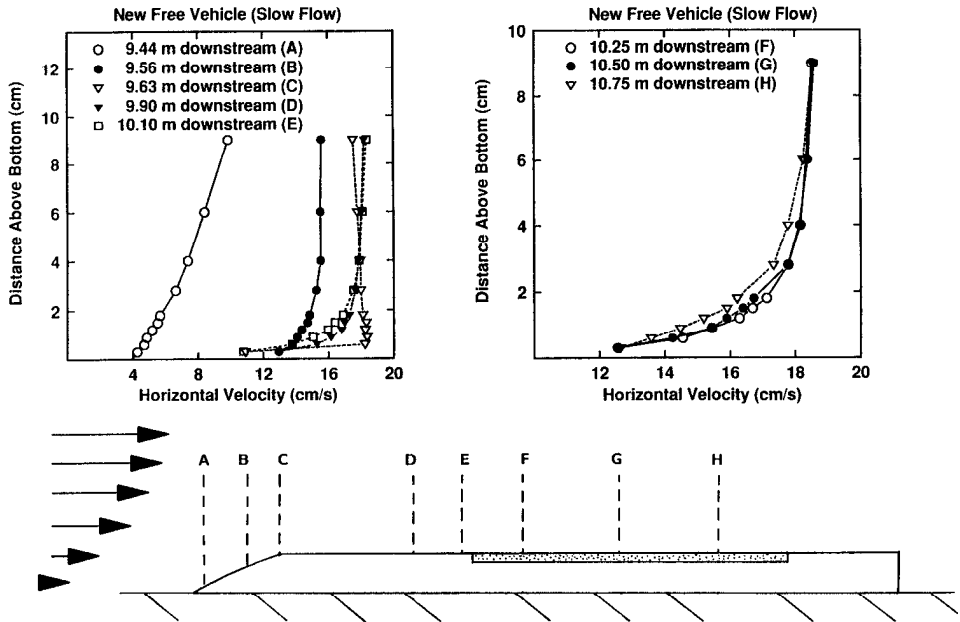 New Free Vehicle (Slow Flow)
9.44 m downstream (A)
9.56 m downstream (B)
9.63 m downstream (C)
9.90 m downstream (D)
10.10 m downstream (E)
Distance Above Bottom (cm)
12
10
8
6
4
2
4
8
12
16
20
Horizontal Velocity (cm/s)
New Free Vehicle (Slow Flow)
10.25 m downstream (F)
10.50 m downstream (G)
10.75 m downstream (H)
Distance Above Bottom (cm)
10
8
6
4
2
12
14
16
18
20
Horizontal Velocity (cm/s)
A B C D E F G H